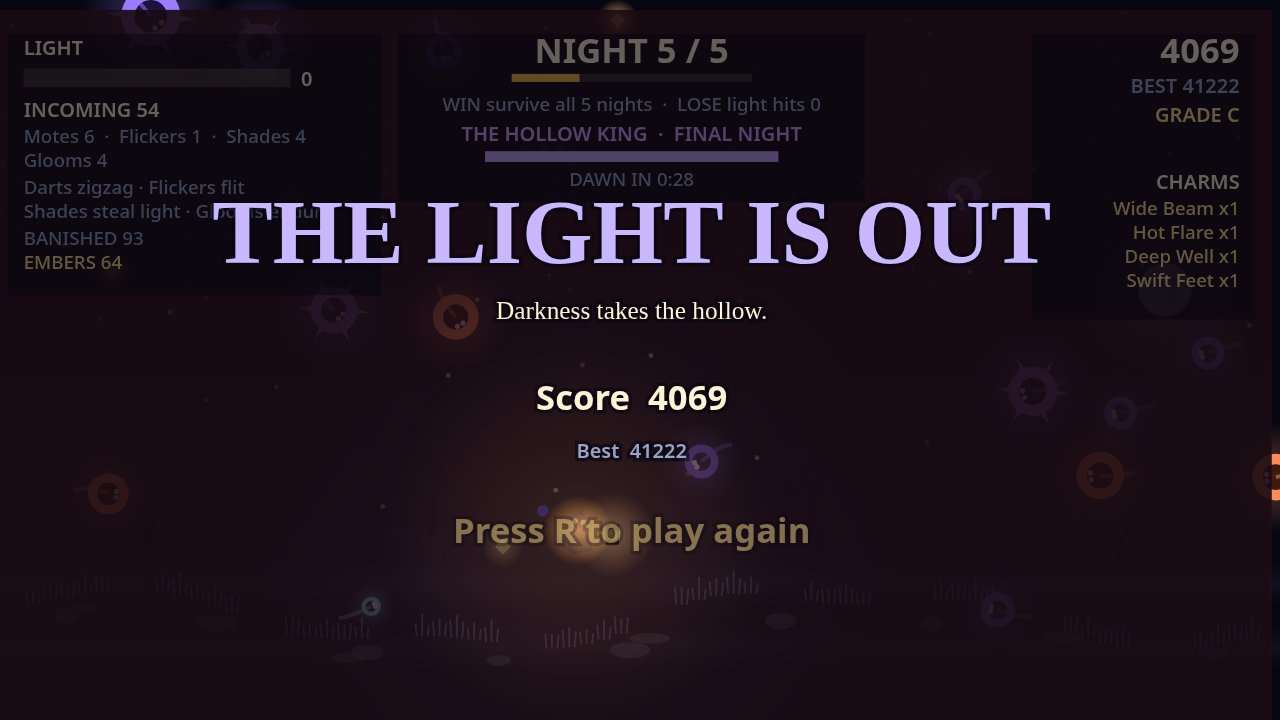 LIGHT
0
INCOMING 54
Motes 6 · Flickers 1 · Shades 4
Glooms 4
Darts zigzag · Flickers flit
Shades steal light · Glooms endure
BANISHED 93
EMBERS 64
NIGHT 5 / 5
WIN survive all 5 nights · LOSE light hits 0
THE HOLLOW KING · FINAL NIGHT
DAWN IN 0:28
4069
BEST 41222
GRADE C
CHARMS
Wide Beam x1
Hot Flare x1
Deep Well x1
Swift Feet x1
THE LIGHT IS OUT
Darkness takes the hollow.
Score 4069
Best 41222
Press R to play again